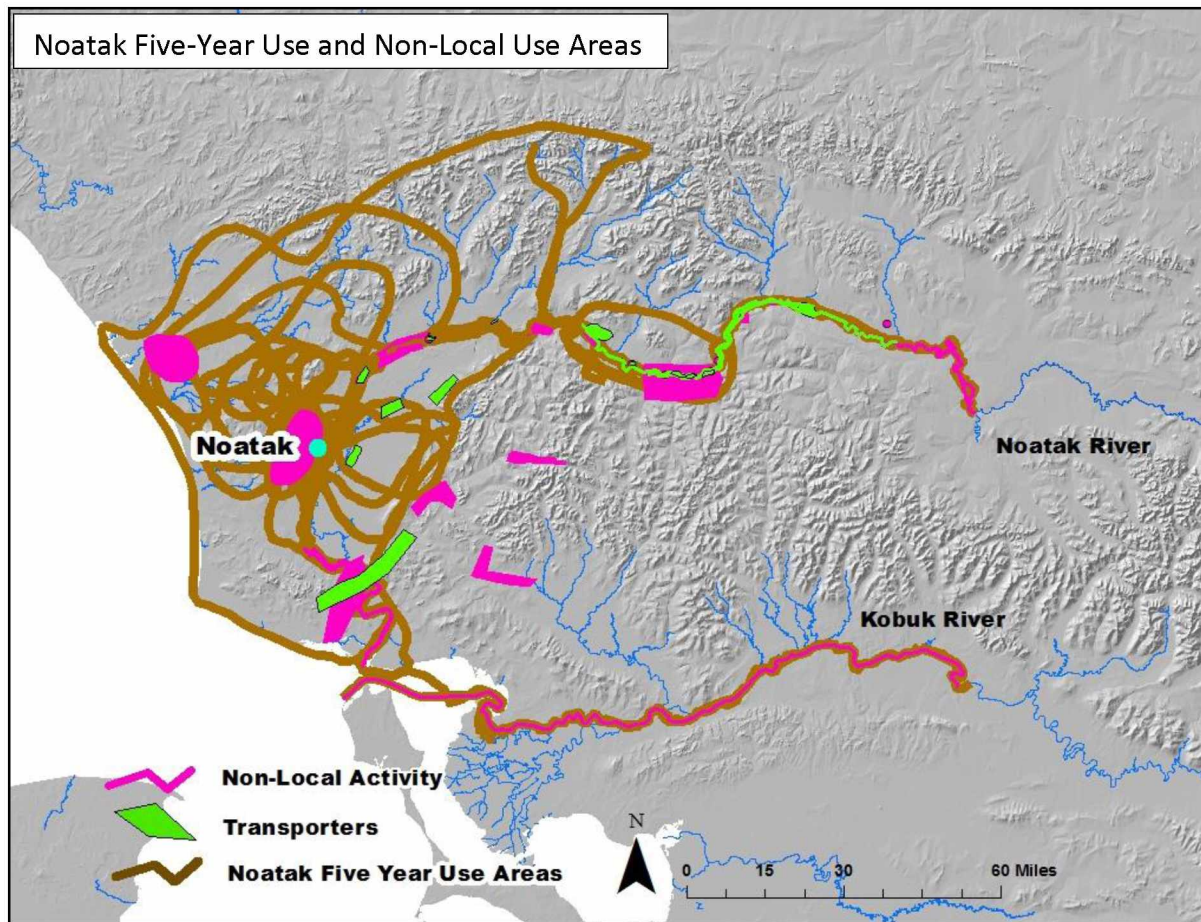 Noatak Five-Year Use and Non-Local Use Areas
Noatak
Noatak River
Kobuk River
Non-Local Activity
Transporters
Noatak Five Year Use Areas
N
0 15 30 60 Miles
z